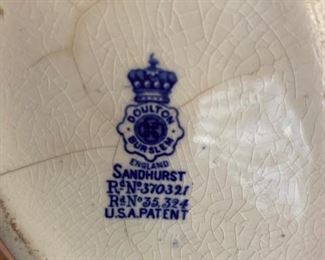 DOULTON
BURSLEM
ENGLAND
SANDHURST
Rd. No 370321
Rd. No 35,324
U.S.A. PATENT